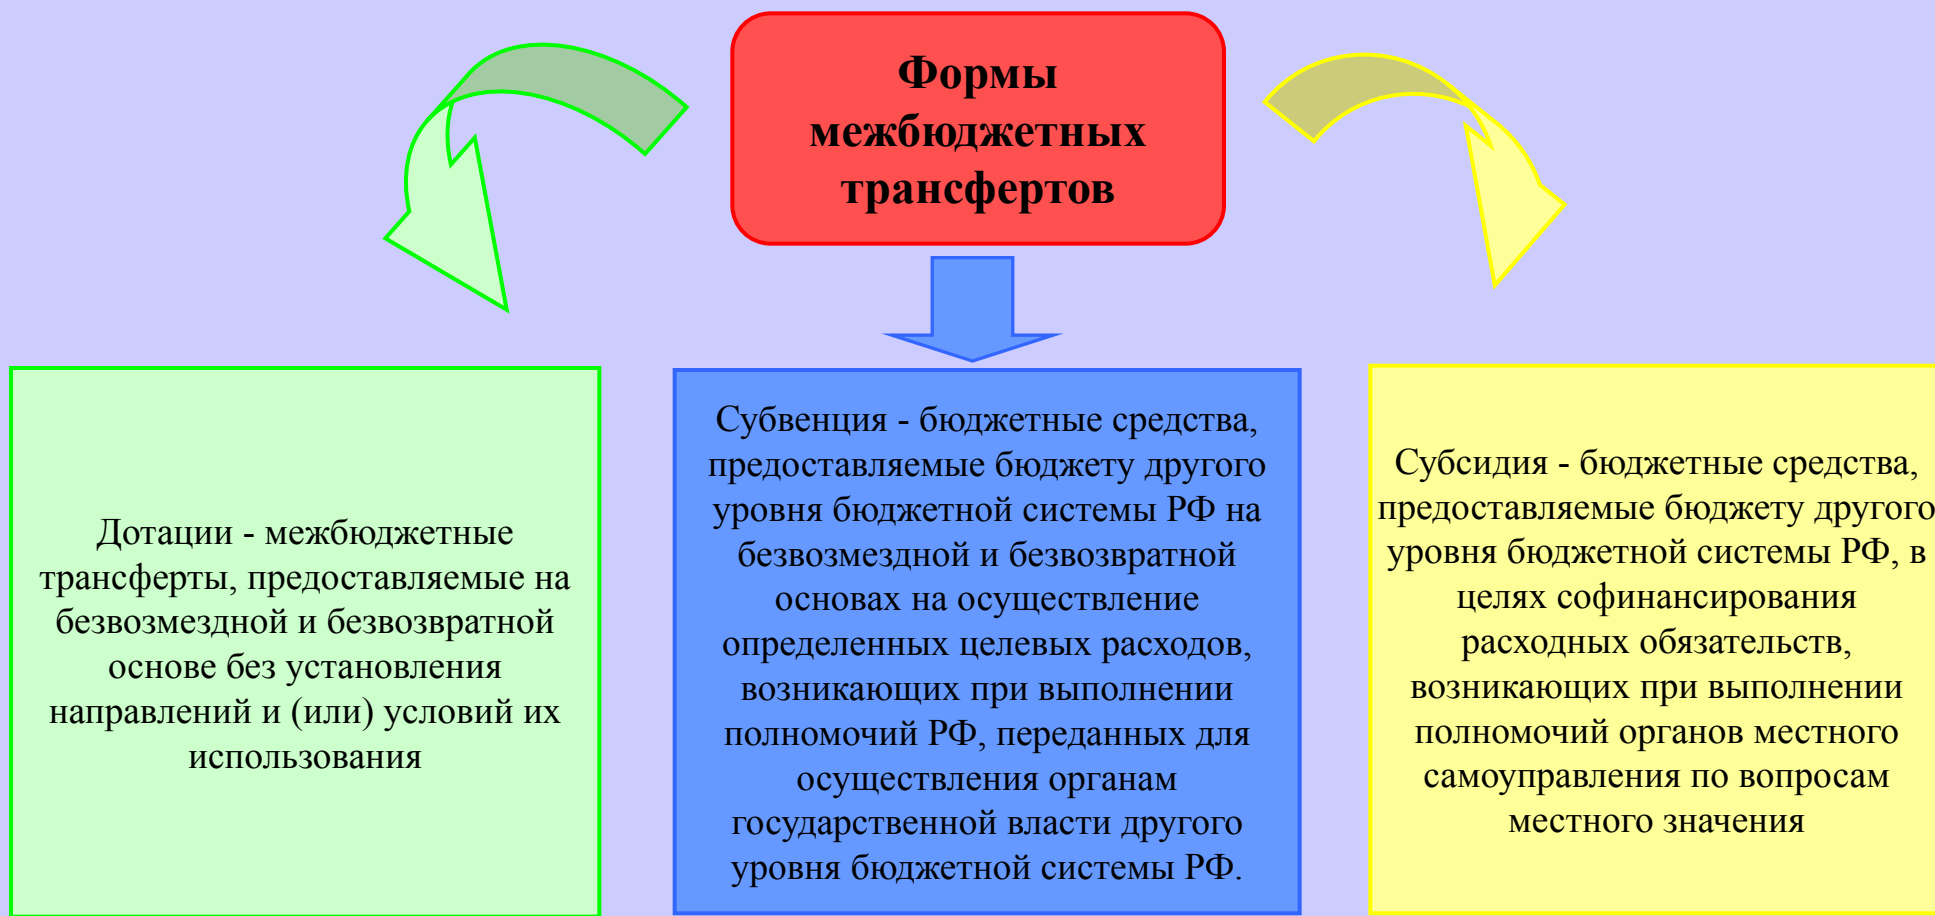 Формы
межбюджетных
трансфертов
Дотации - межбюджетные
трансферты, предоставляемые на
безвозмездной и безвозвратной
основе без установления
направлений и (или) условий их
использования
Субвенция - бюджетные средства,
предоставляемые бюджету другого
уровня бюджетной системы РФ на
безвозмездной и безвозвратной
основах на осуществление
определенных целевых расходов,
возникающих при выполнении
полномочий РФ, переданных для
осуществления органам
государственной власти другого
уровня бюджетной системы РФ.
Субсидия - бюджетные средства,
предоставляемые бюджету другого
уровня бюджетной системы РФ, в
целях софинансирования
расходных обязательств,
возникающих при выполнении
полномочий органов местного
самоуправления по вопросам
местного значения